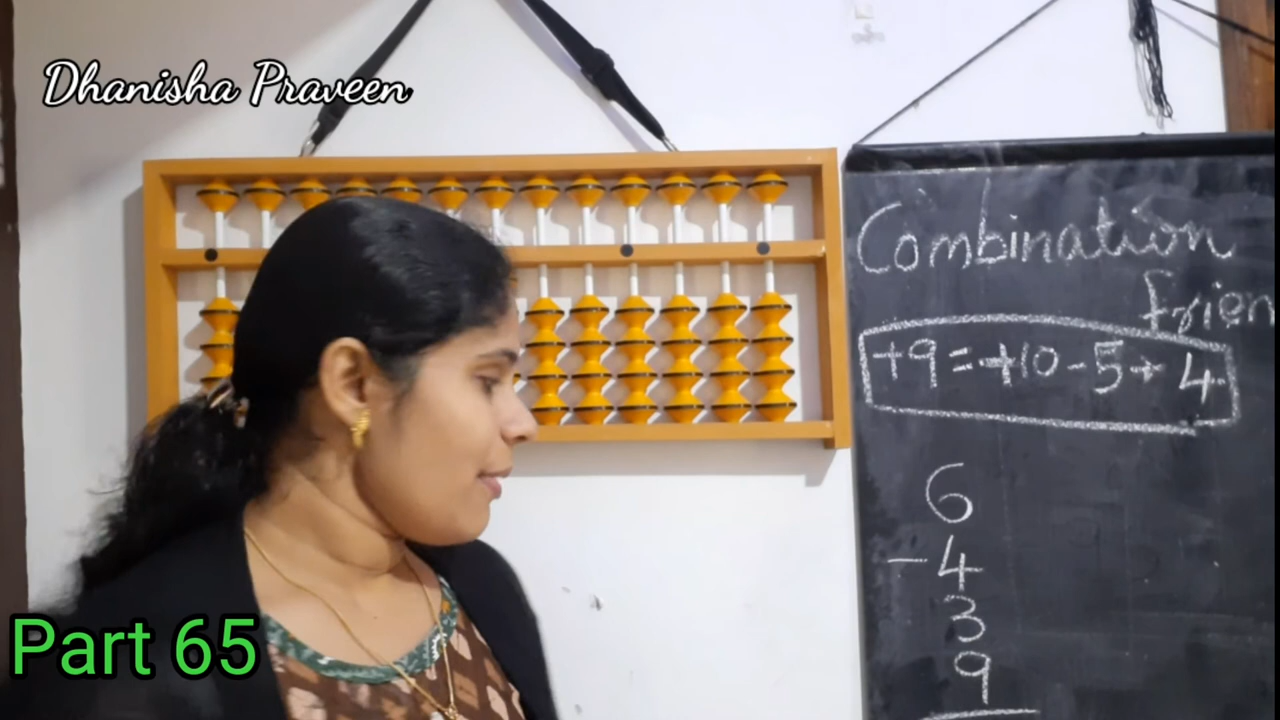 Dhanisha Praveen
Combination
frien
+9=+10-5+4
6
-4
3
9
Part 65